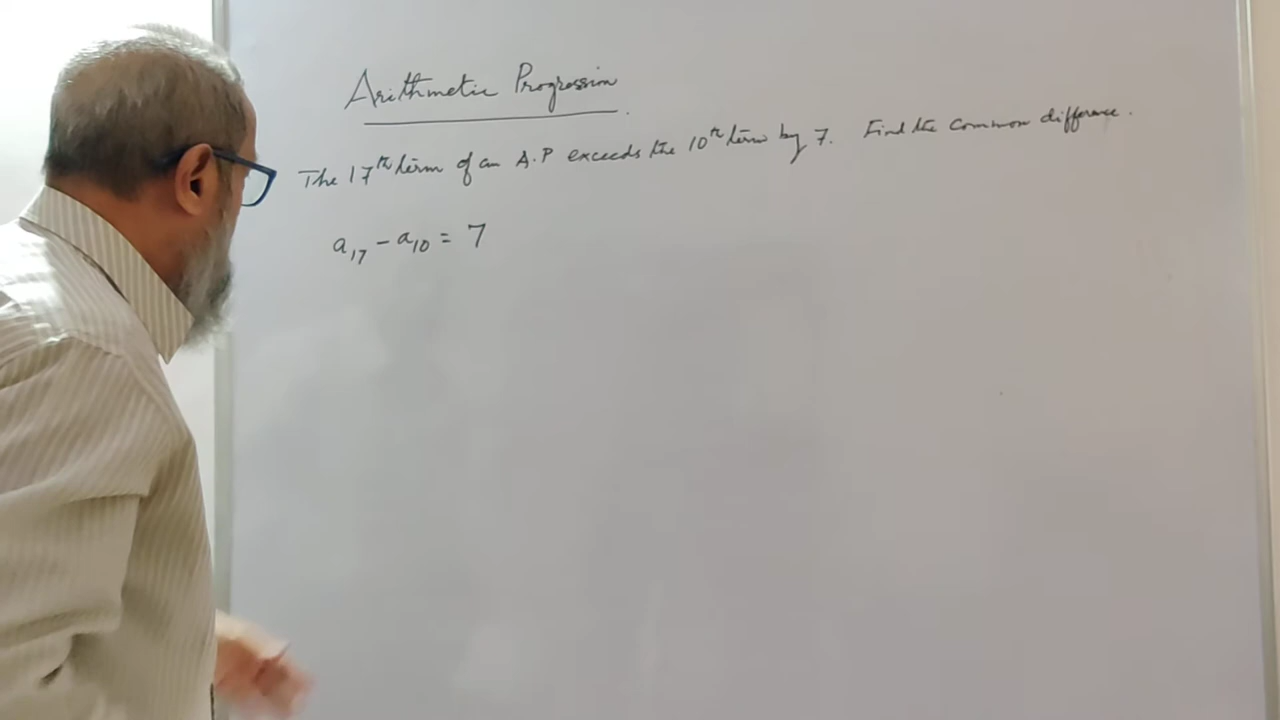 Arithmetic Progression
The 17th term of an A.P exceeds the 10th term by 7. Find the common difference.
a₁₇ - a₁₀ = 7